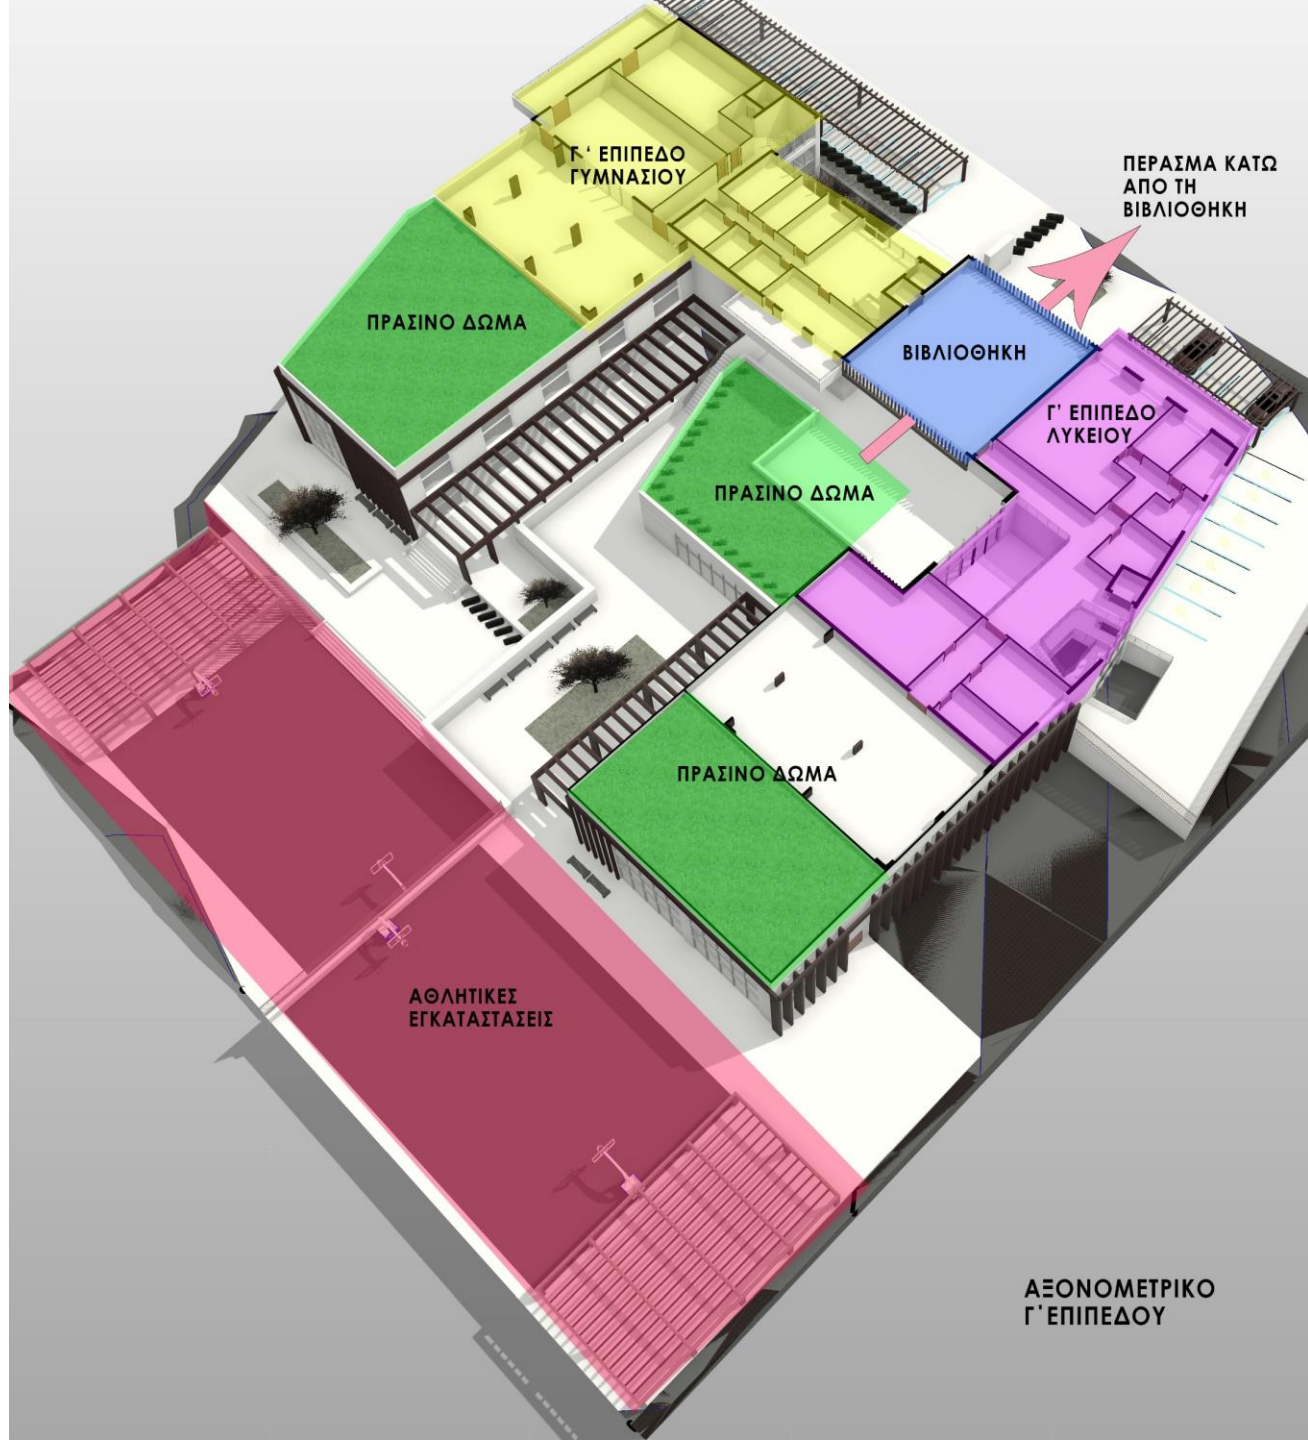 Γ' ΕΠΙΠΕΔΟ
ΓΥΜΝΑΣΙΟΥ
ΠΕΡΑΣΜΑ ΚΑΤΩ
ΑΠΟ ΤΗ
ΒΙΒΛΙΟΘΗΚΗ
ΠΡΑΣΙΝΟ ΔΩΜΑ
ΒΙΒΛΙΟΘΗΚΗ
Γ' ΕΠΙΠΕΔΟ
ΛΥΚΕΙΟΥ
ΠΡΑΣΙΝΟ ΔΩΜΑ
ΠΡΑΣΙΝΟ ΔΩΜΑ
ΑΘΛΗΤΙΚΕΣ
ΕΓΚΑΤΑΣΤΑΣΕΙΣ
ΑΞΟΝΟΜΕΤΡΙΚΟ
Γ'ΕΠΙΠΕΔΟΥ